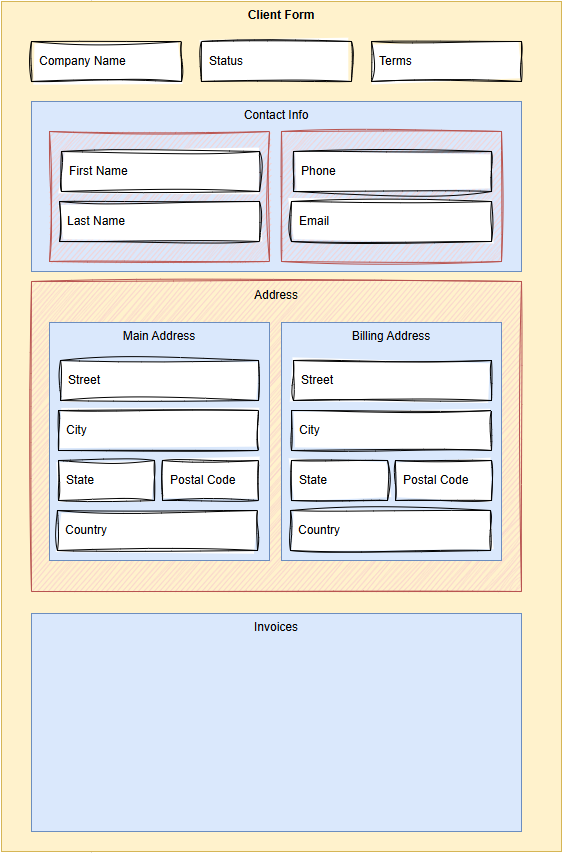 Client Form
Company Name
Status
Terms
Contact Info
First Name
Last Name
Phone
Email
Address
Main Address
Street
City
State
Postal Code
Country
Billing Address
Street
City
State
Postal Code
Country
Invoices